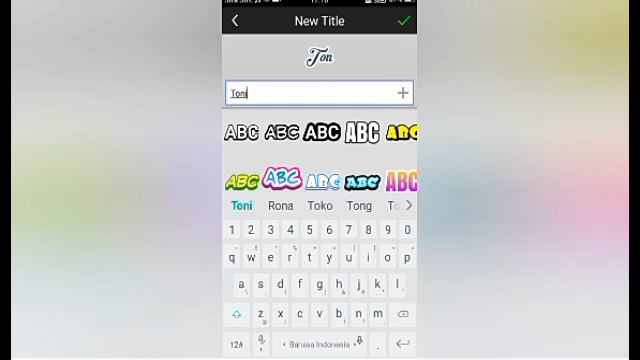 New Title
Ton
Toni
ABC ABC ABC ABC ABC
ABC ABC ABC ABC ABC
Toni Rona Toko Tong
1 2 3 4 5 6 7 8 9 0
q w e r t y u i o p
a s d f g h j k l
z x c v b n m
12# Bahasa Indonesia .